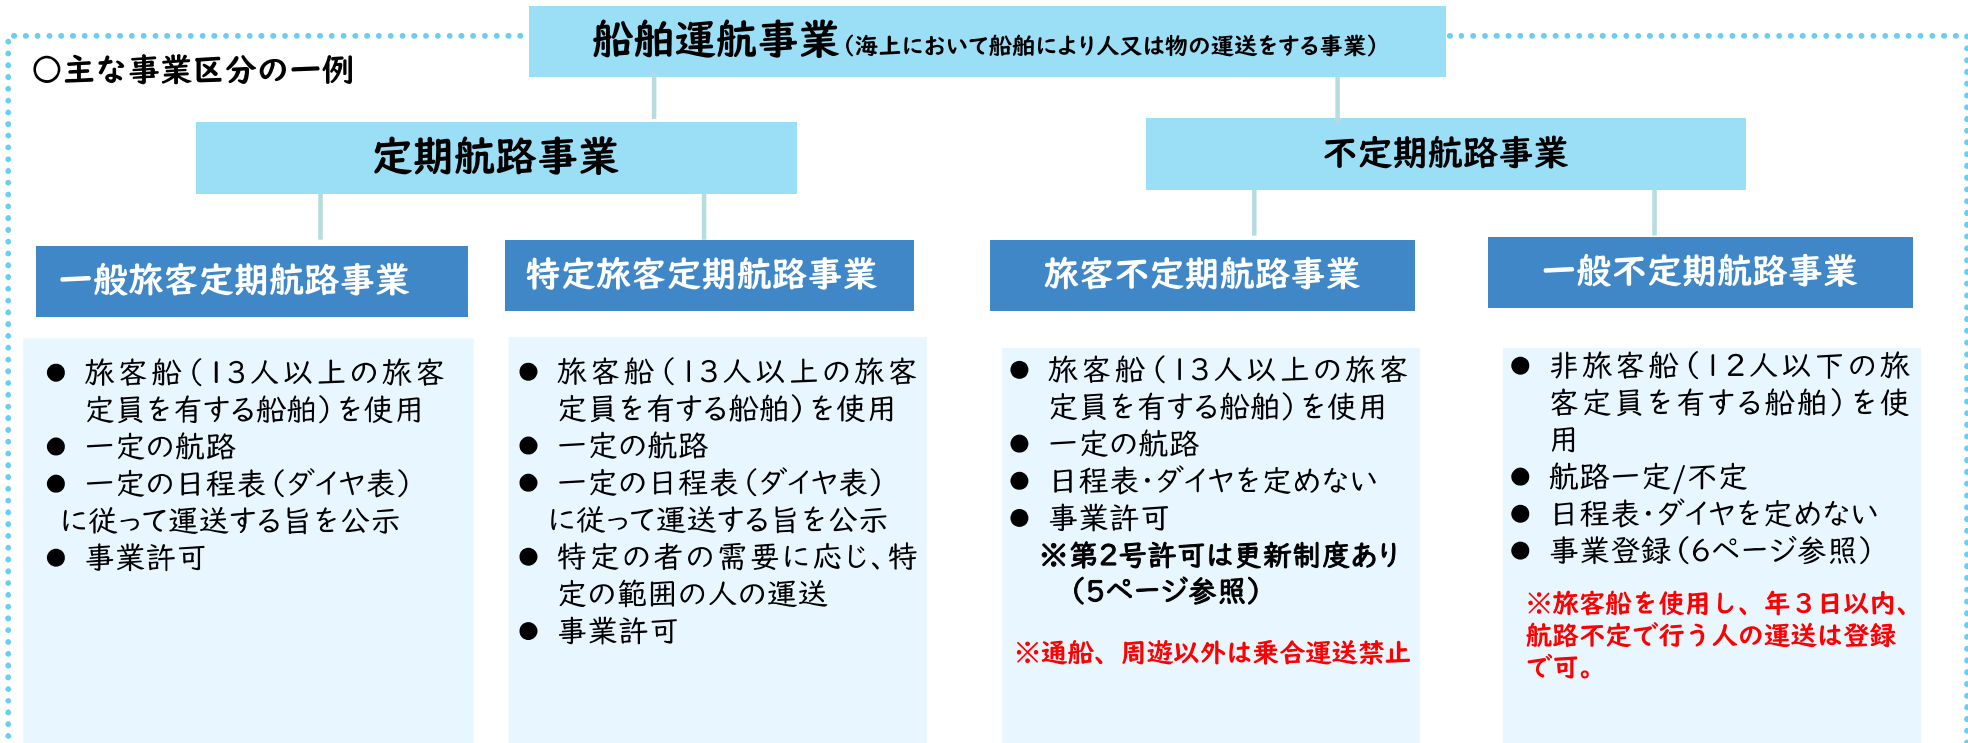 船舶運航事業(海上において船舶により人又は物の運送をする事業)
○主な事業区分の一例
定期航路事業
不定期航路事業
一般旅客定期航路事業
特定旅客定期航路事業
旅客不定期航路事業
一般不定期航路事業
● 旅客船(13人以上の旅客
定員を有する船舶)を使用
● 一定の航路
● 一定の日程表(ダイヤ表)
に従って運送する旨を公示
● 事業許可
● 旅客船(13人以上の旅客
定員を有する船舶)を使用
● 一定の航路
● 一定の日程表(ダイヤ表)
に従って運送する旨を公示
● 特定の者の需要に応じ、特
定の範囲の人の運送
● 事業許可
● 旅客船(13人以上の旅客
定員を有する船舶)を使用
● 一定の航路
● 日程表・ダイヤを定めない
● 事業許可
※第2号許可は更新制度あり
(5ページ参照)
※通船、周遊以外は乗合運送禁止
● 非旅客船(12人以下の旅
客定員を有する船舶)を使
用
● 航路一定/不定
● 日程表・ダイヤを定めない
● 事業登録(6ページ参照)
※旅客船を使用し、年3日以内、
航路不定で行う人の運送は登録
で可。